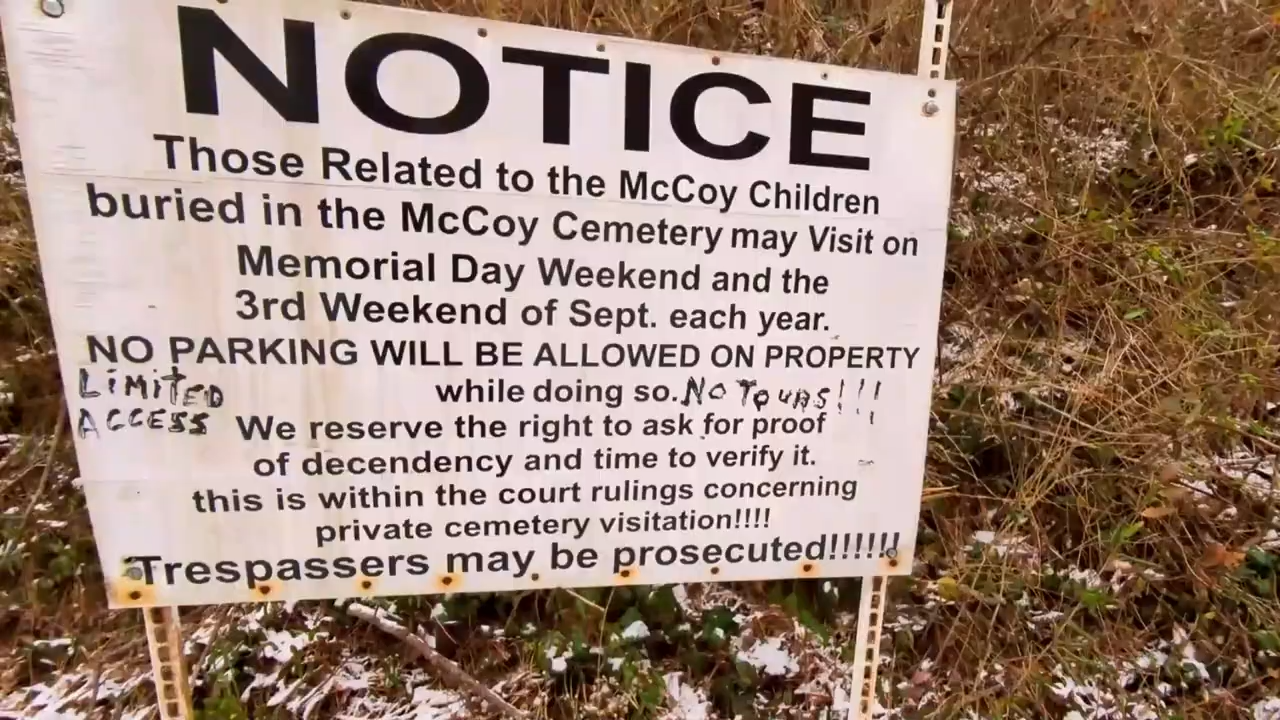 NOTICE
Those Related to the McCoy Children
buried in the McCoy Cemetery may Visit on
Memorial Day Weekend and the
3rd Weekend of Sept. each year.
NO PARKING WILL BE ALLOWED ON PROPERTY
LiMiTED
ACCESS
while doing so. No Tours!!!
We reserve the right to ask for proof
of decendency and time to verify it.
this is within the court rulings concerning
private cemetery visitation!!!!
Trespassers may be prosecuted!!!!!!